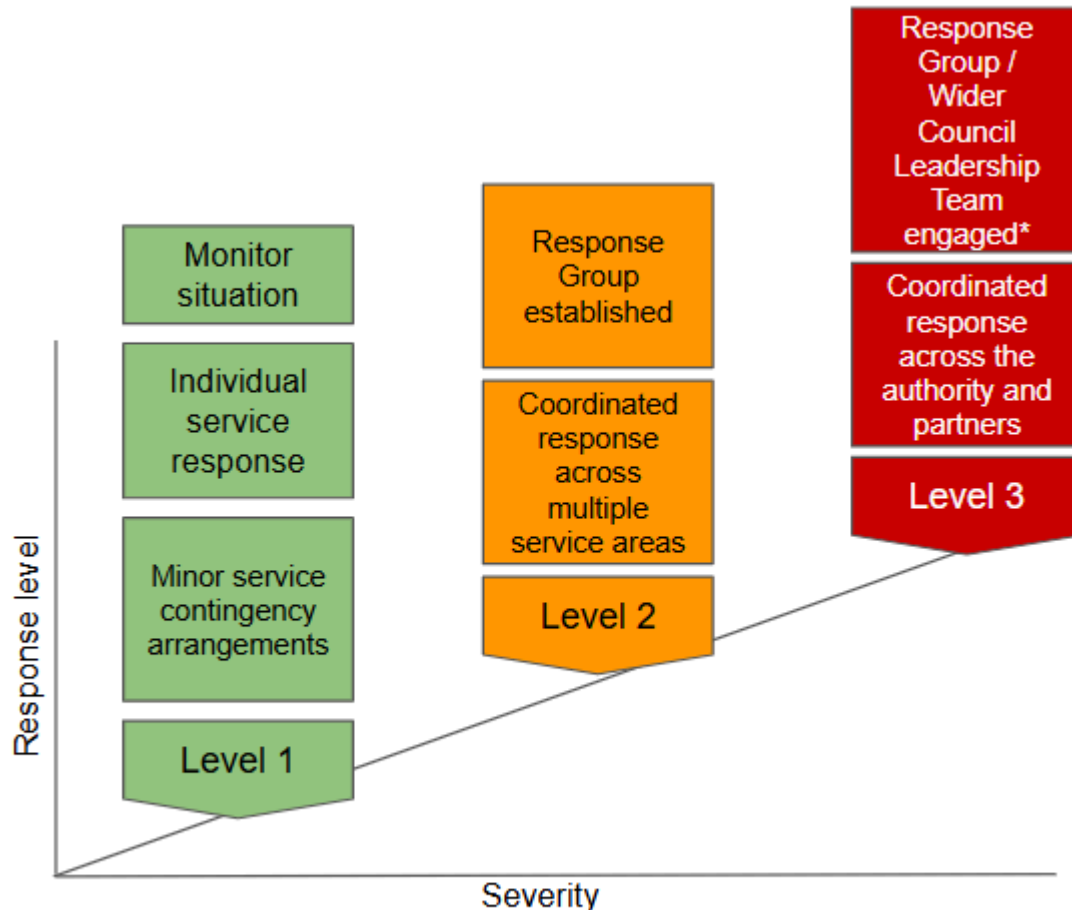 Monitor
situation
Individual
service
response
Minor service
contingency
arrangements
Level 1
Response
Group
established
Coordinated
response
across
multiple
service areas
Level 2
Response
Group /
Wider
Council
Leadership
Team
engaged*
Coordinated
response
across the
authority and
partners
Level 3
Response level
Severity